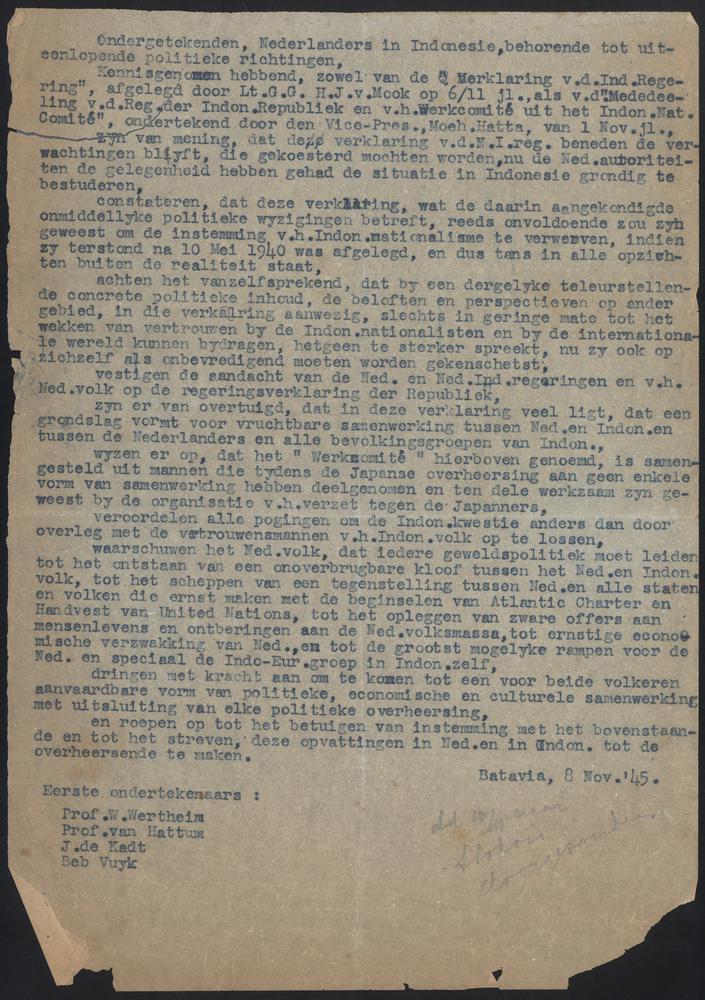 Ondergetekenden, Nederlanders in Indonesie,behorende tot uit-
eenlopende politieke richtingen,
Kennisgenomen hebbend, zowel van de " Verklaring v.d.Ind.Rege-
ring", afgelegd door Lt.G.G. H.J.v.Mook op 6/11 jl.,als v.d"Mededee-
ling v.d.Reg.der Indon.Republiek en v.h.Werkcomité uit het Indon.Nat.
Comité", ondertekend door den Vice-Pres.,Moeh.Hatta, van 1 Nov.jl.,
zyn van mening, dat deze verklaring v.d.N.I.reg. beneden de ver-
wachtingen blyft, die gekoesterd mochten worden,nu de Ned.autoritei-
ten de gelegenheid hebben gehad de situatie in Indonesie grondig te
bestuderen,
constateren, dat deze verklaring, wat de daarin aangekondigde
onmiddellyke politieke wyzigingen betreft, reeds onvoldoende zou zyn
geweest om de instemming v.h.Indon.nationalisme te verwerven, indien
zy terstond na 10 Mei 1940 was afgelegd, en dus tans in alle opzich-
ten buiten de realiteit staat,
achten het vanzelfsprekend, dat by een dergelyke teleurstellen-
de concrete politieke inhoud, de beloften en perspectieven op ander
gebied, in die verkalring aanwezig, slechts in geringe mate tot het
wekken van vertrouwen by de Indon.nationalisten en by de internationa-
le wereld kunnen bydragen, hetgeen te sterker spreekt, nu zy ook op
zichzelf als onbevredigend moeten worden gekenschetst,
vestigen de aandacht van de Ned. en Ned.Ind.regeringen en v.h.
Ned.volk op de regeringsverklaring der Republiek,
zyn er van overtuigd, dat in deze verklaring veel ligt, dat een
grondslag vormt voor vruchtbare samenwerking tussen Ned.en Indon.en
tussen de Nederlanders en alle bevolkingsgroepen van Indon.,
wyzen er op, dat het " Werkcomité " hierboven genoemd, is samen-
gesteld uit mannen die tydens de Japanse overheersing aan geen enkele
vorm van samenwerking hebben deelgenomen en ten dele werkzaam zyn ge-
weest by de organisatie v.h.verzet tegen de Japanners,
veroordelen alle pogingen om de Indon.kwestie anders dan door
overleg met de vertrouwensmannen v.h.Indon.volk op te lossen,
waarschuwen het Ned.volk, dat iedere geweldspolitiek moet leiden
tot het ontstaan van een onoverbrugbare kloof tussen het Ned.en Indon.
volk, tot het scheppen van een tegenstelling tussen Ned.en alle staten
en volken die ernst maken met de beginselen van Atlantic Charter en
Handvest van United Nations, tot het opleggen van zware offers aan
mensenlevens en ontberingen aan de Ned.volksmassa,tot ernstige econo-
mische verzwakking van Ned.,en tot de grootst mogelyke rampen voor de
Ned. en speciaal de Indo-Eur.groep in Indon.zelf,
dringen met kracht aan om te komen tot een voor beide volkeren
aanvaardbare vorm van politieke, economische en culturele samenwerking
met uitsluiting van elke politieke overheersing,
en roepen op tot het betuigen van instemming met het bovenstaan-
de en tot het streven, deze opvattingen in Ned.en in Indon. tot de
overheersende te maken.
Batavia, 8 Nov.'45.
Eerste ondertekenaars :
Prof.W.Wertheim
Prof.van Hattum
J.de Kadt
Beb Vuyk